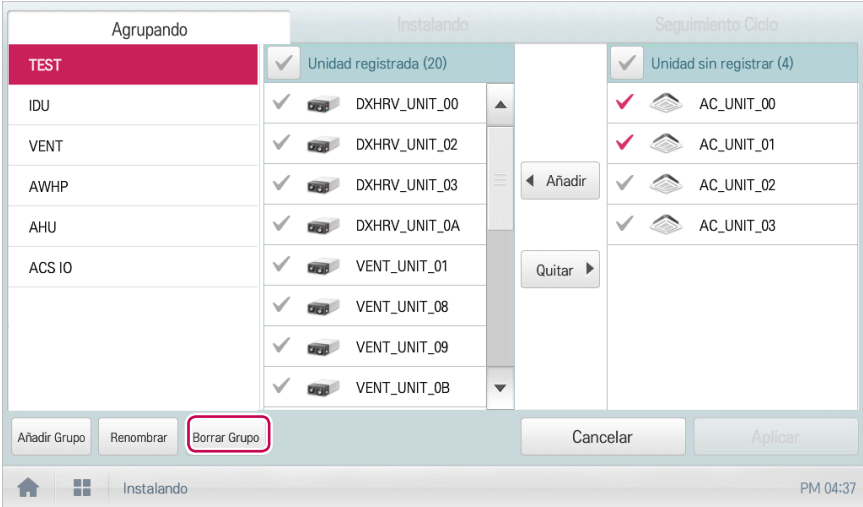 Agrupando
Instalando
Seguimiento Ciclo
TEST
IDU
VENT
AWHP
AHU
ACS IO
Unidad registrada (20)
DXHRV_UNIT_00
DXHRV_UNIT_02
DXHRV_UNIT_03
DXHRV_UNIT_0A
VENT_UNIT_01
VENT_UNIT_08
VENT_UNIT_09
VENT_UNIT_0B
Añadir
Quitar
Unidad sin registrar (4)
AC_UNIT_00
AC_UNIT_01
AC_UNIT_02
AC_UNIT_03
Añadir Grupo
Renombrar
Borrar Grupo
Cancelar
Aplicar
Instalando
PM 04:37